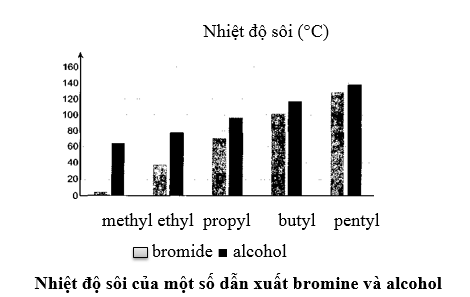 Nhiệt độ sôi (°C)
160
140
120
100
80
60
40
20
0
methyl ethyl propyl butyl pentyl
bromide alcohol
Nhiệt độ sôi của một số dẫn xuất bromine và alcohol